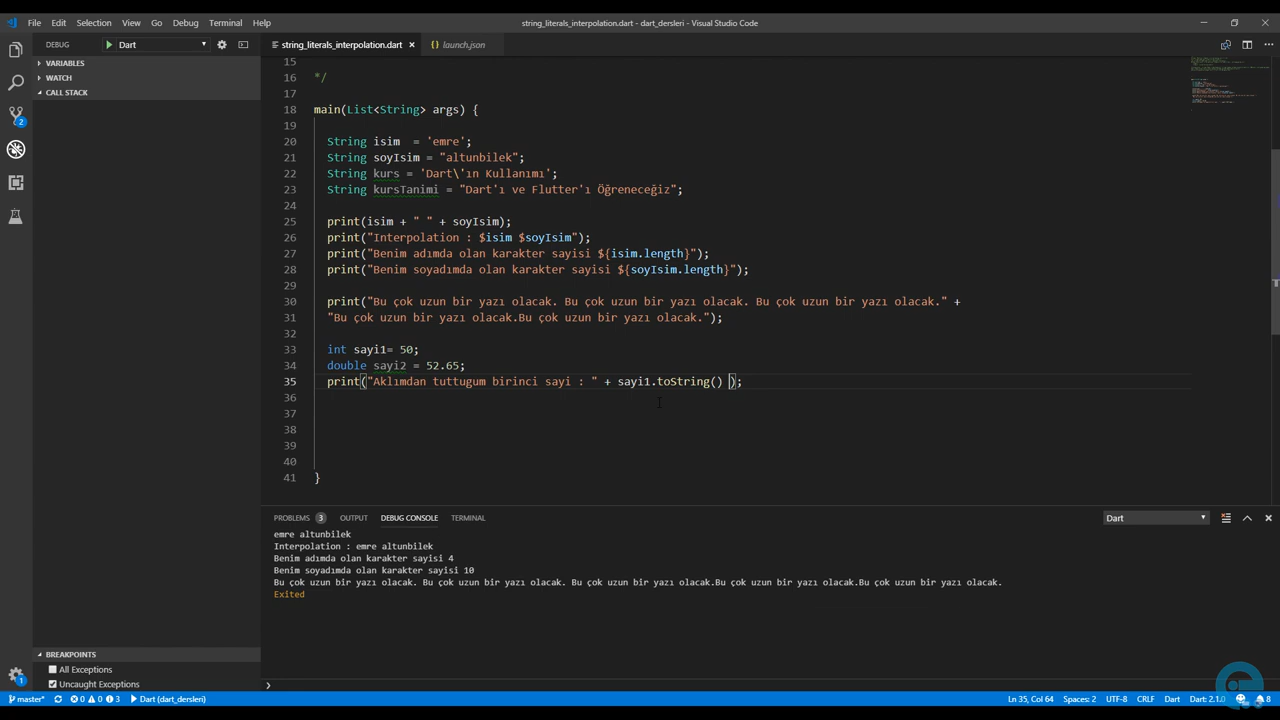 File Edit Selection View Go Debug Terminal Help
string_literals_interpolation.dart - dart_dersleri - Visual Studio Code
DEBUG Dart
string_literals_interpolation.dart × launch.json
VARIABLES
WATCH
CALL STACK
15
16 */
17
18 main(List<String> args) {
19
20 String isim  = 'emre';
21 String soyIsim = "altunbilek";
22 String kurs = 'Dart\'ın Kullanımı';
23 String kursTanimi = "Dart'ı ve Flutter'ı Öğreneceğiz";
24
25 print(isim + " " + soyIsim);
26 print("Interpolation : $isim $soyIsim");
27 print("Benim adımda olan karakter sayisi ${isim.length}");
28 print("Benim soyadımda olan karakter sayisi ${soyIsim.length}");
29
30 print("Bu çok uzun bir yazı olacak. Bu çok uzun bir yazı olacak. Bu çok uzun bir yazı olacak." +
31 "Bu çok uzun bir yazı olacak.Bu çok uzun bir yazı olacak.");
32
33 int sayi1= 50;
34 double sayi2 = 52.65;
35 print("Aklımdan tuttugum birinci sayi : " + sayi1.toString() );
36
37
38
39
40
41 }
PROBLEMS 3 OUTPUT DEBUG CONSOLE TERMINAL Dart
emre altunbilek
Interpolation : emre altunbilek
Benim adımda olan karakter sayisi 4
Benim soyadımda olan karakter sayisi 10
Bu çok uzun bir yazı olacak. Bu çok uzun bir yazı olacak. Bu çok uzun bir yazı olacak.Bu çok uzun bir yazı olacak.Bu çok uzun bir yazı olacak.
Exited
BREAKPOINTS
All Exceptions
Uncaught Exceptions
2
1
master* 0 0 3 Dart (dart_dersleri) Ln 35, Col 64 Spaces: 2 UTF-8 CRLF Dart Dart: 2.1.0 8